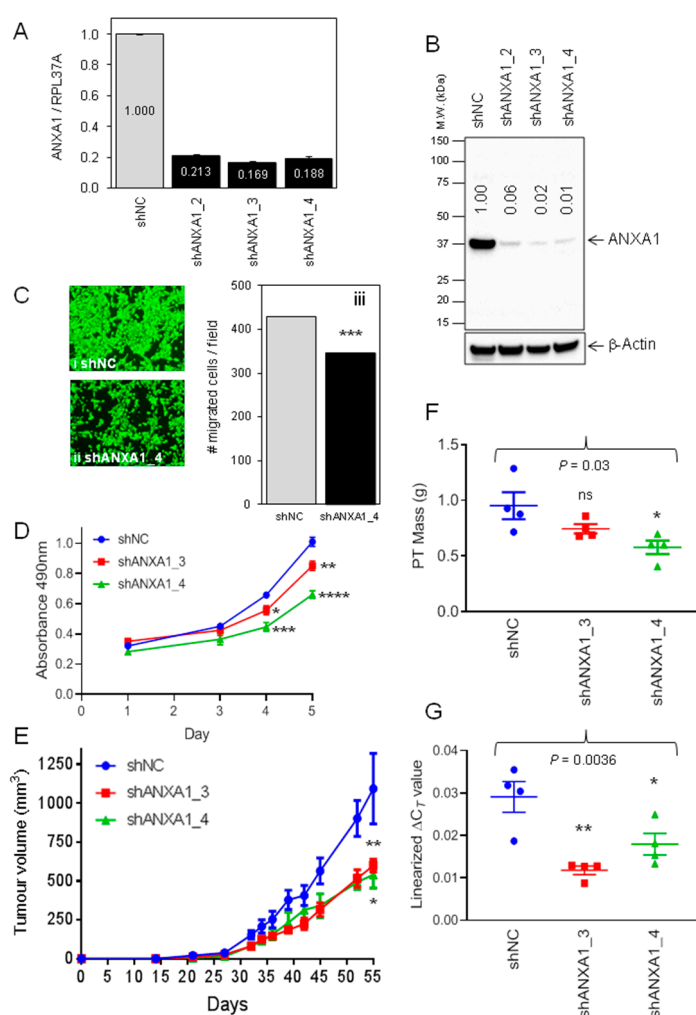 A
ANXA1 / RPL37A
1.0
0.8
0.6
0.4
0.2
0.0
1.000
0.213
0.169
0.188
shNC
shANXA1_2
shANXA1_3
shANXA1_4
B
M.W.(kDa)
shNC
shANXA1_2
shANXA1_3
shANXA1_4
150
100
75
50
37
25
20
15
1.00
0.06
0.02
0.01
ANXA1
β-Actin
C
i shNC
ii shANXA1_4
iii
# migrated cells / field
500
400
300
200
100
0
***
shNC
shANXA1_4
D
Absorbance 490nm
1.0
0.8
0.6
0.4
0.2
0.0
shNC
shANXA1_3
shANXA1_4
**
*
****
***
0 1 2 3 4 5
Day
E
Tumour volume (mm³)
1250
1000
750
500
250
0
shNC
shANXA1_3
shANXA1_4
**
*
0 5 10 15 20 25 30 35 40 45 50 55
Days
F
PT Mass (g)
1.5
1.0
0.5
0.0
P = 0.03
ns
*
shNC
shANXA1_3
shANXA1_4
G
Linearized ΔC_T value
0.04
0.03
0.02
0.01
0.00
P = 0.0036
**
*
shNC
shANXA1_3
shANXA1_4